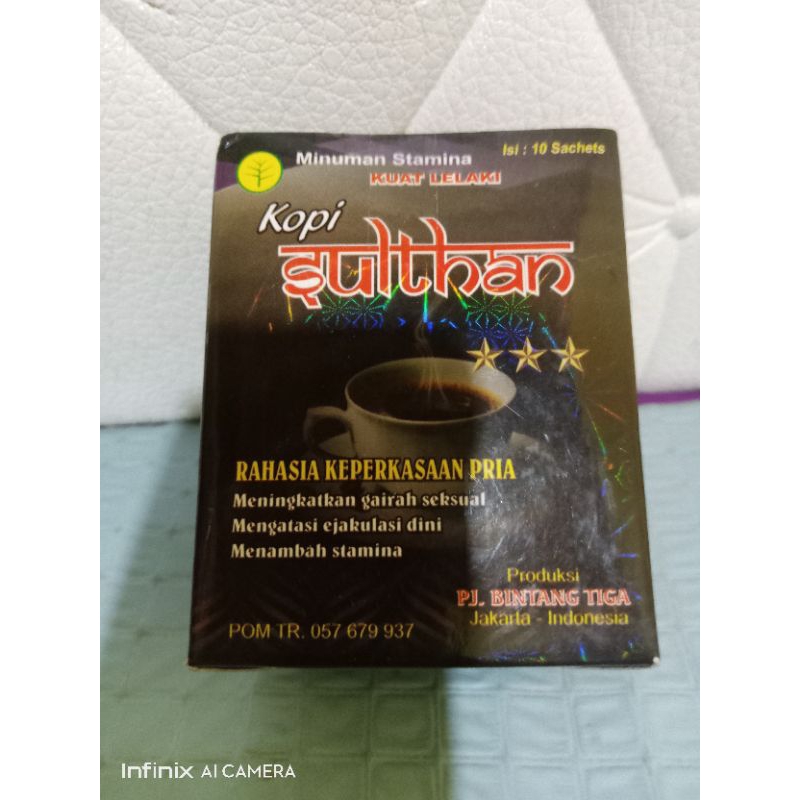 Minuman Stamina
Isi : 10 Sachets
KUAT LELAKI
Kopi
Sulthan
RAHASIA KEPERKASAAN PRIA
Meningkatkan gairah seksual
Mengatasi ejakulasi dini
Menambah stamina
Produksi
PJ. BINTANG TIGA
Jakarta - Indonesia
POM TR. 057 679 937
Infinix AI CAMERA